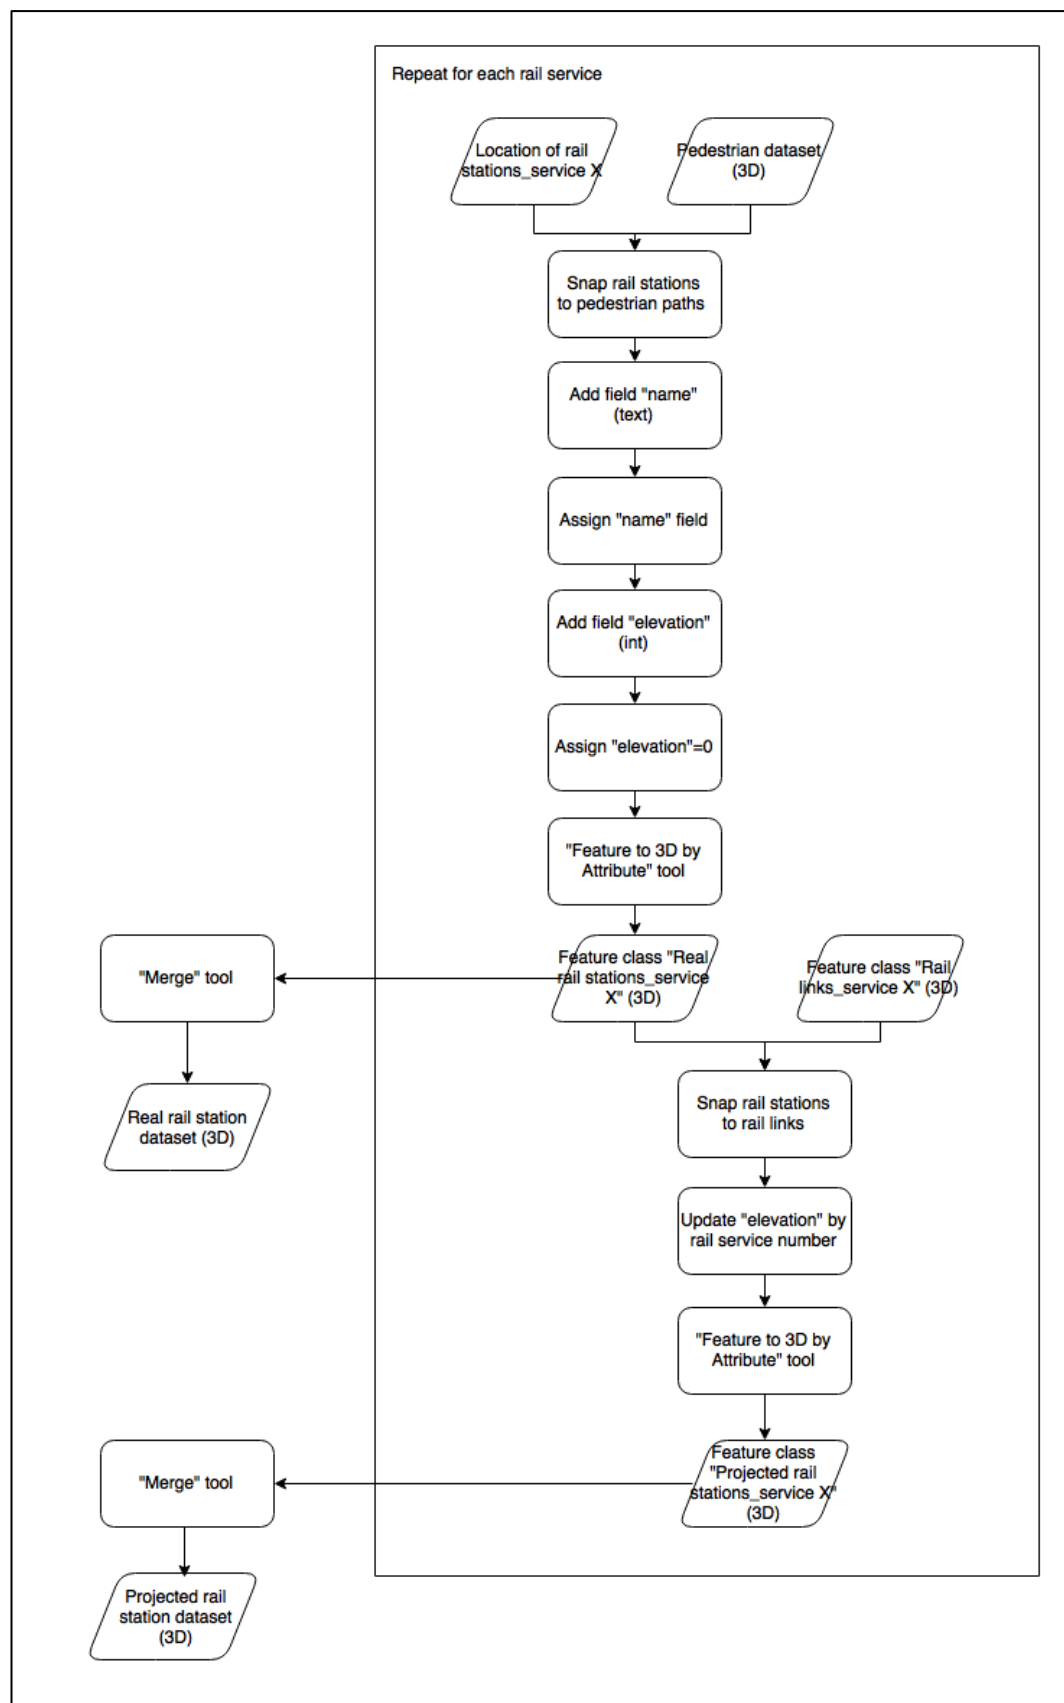 Repeat for each rail service
Location of rail
stations_service X
Pedestrian dataset
(3D)
Snap rail stations
to pedestrian paths
Add field "name"
(text)
Assign "name" field
Add field "elevation"
(int)
Assign "elevation"=0
"Feature to 3D by
Attribute" tool
"Merge" tool
Feature class "Real
rail stations_service
X" (3D)
Feature class "Rail
links_service X" (3D)
Real rail station
dataset (3D)
Snap rail stations
to rail links
Update "elevation" by
rail service number
"Feature to 3D by
Attribute" tool
"Merge" tool
Feature class
"Projected rail
stations_service X"
(3D)
Projected rail
station dataset
(3D)